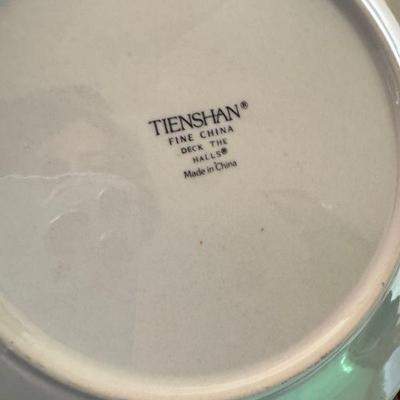 TIENSHAN®
FINE CHINA
DECK THE
HALLS®
Made in China